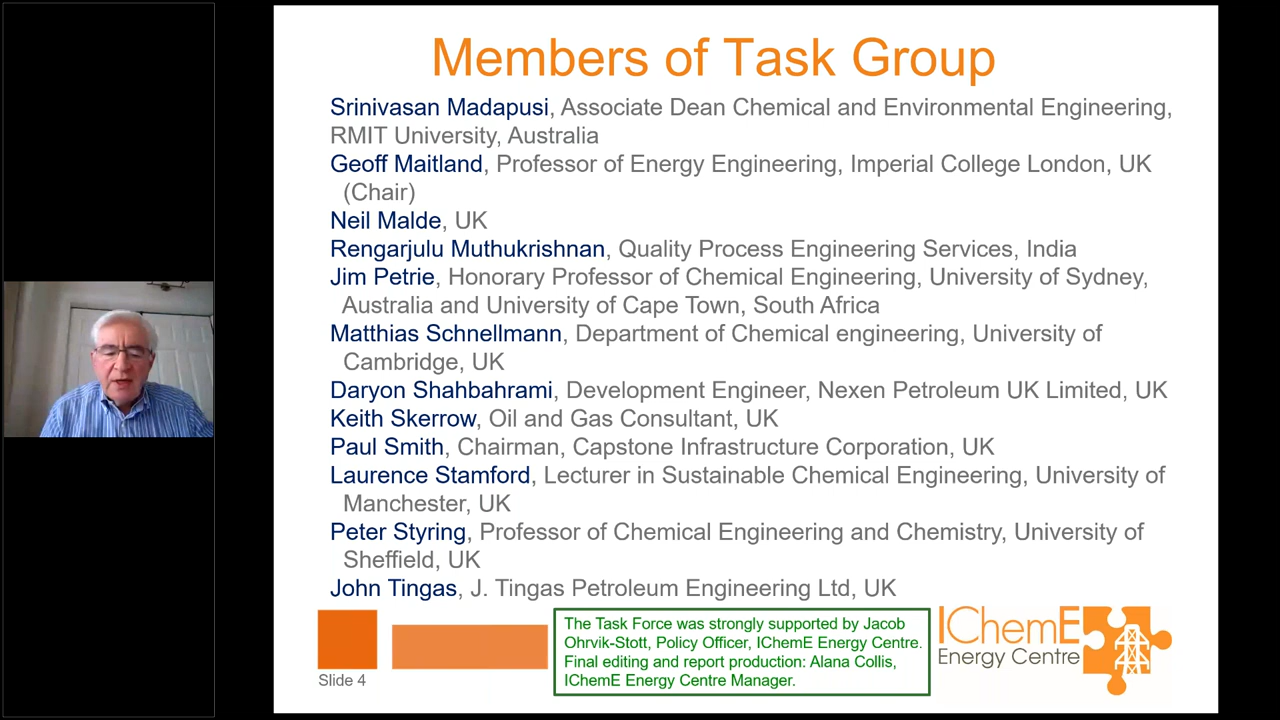 Members of Task Group
Srinivasan Madapusi, Associate Dean Chemical and Environmental Engineering,
RMIT University, Australia
Geoff Maitland, Professor of Energy Engineering, Imperial College London, UK
(Chair)
Neil Malde, UK
Rengarjulu Muthukrishnan, Quality Process Engineering Services, India
Jim Petrie, Honorary Professor of Chemical Engineering, University of Sydney,
Australia and University of Cape Town, South Africa
Matthias Schnellmann, Department of Chemical engineering, University of
Cambridge, UK
Daryon Shahbahrami, Development Engineer, Nexen Petroleum UK Limited, UK
Keith Skerrow, Oil and Gas Consultant, UK
Paul Smith, Chairman, Capstone Infrastructure Corporation, UK
Laurence Stamford, Lecturer in Sustainable Chemical Engineering, University of
Manchester, UK
Peter Styring, Professor of Chemical Engineering and Chemistry, University of
Sheffield, UK
John Tingas, J. Tingas Petroleum Engineering Ltd, UK
The Task Force was strongly supported by Jacob
Ohrvik-Stott, Policy Officer, IChemE Energy Centre.
Final editing and report production: Alana Collis,
IChemE Energy Centre Manager.
IChemE
Energy Centre
Slide 4